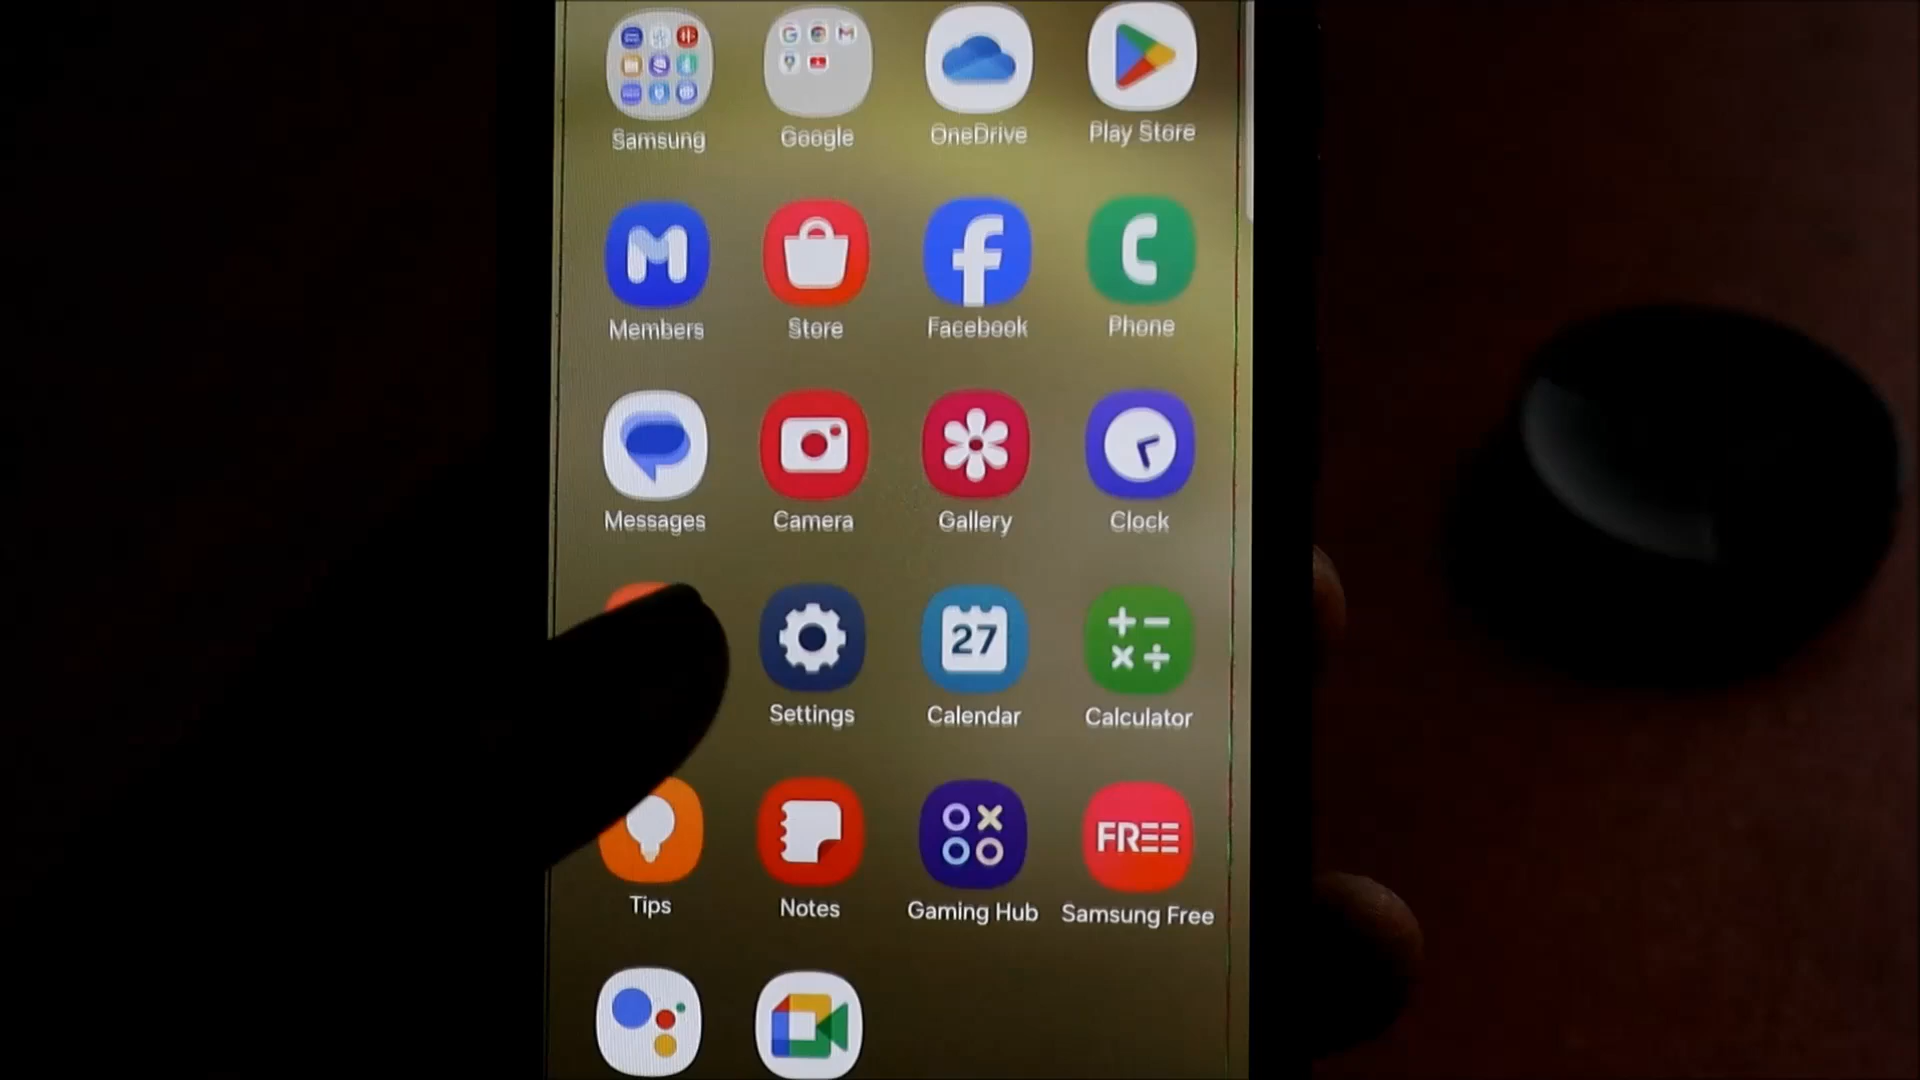 Samsung
Google
OneDrive
Play Store
Members
Store
Facebook
Phone
Messages
Camera
Gallery
Clock
Settings
27
Calendar
Calculator
Tips
Notes
Gaming Hub
FREE
Samsung Free